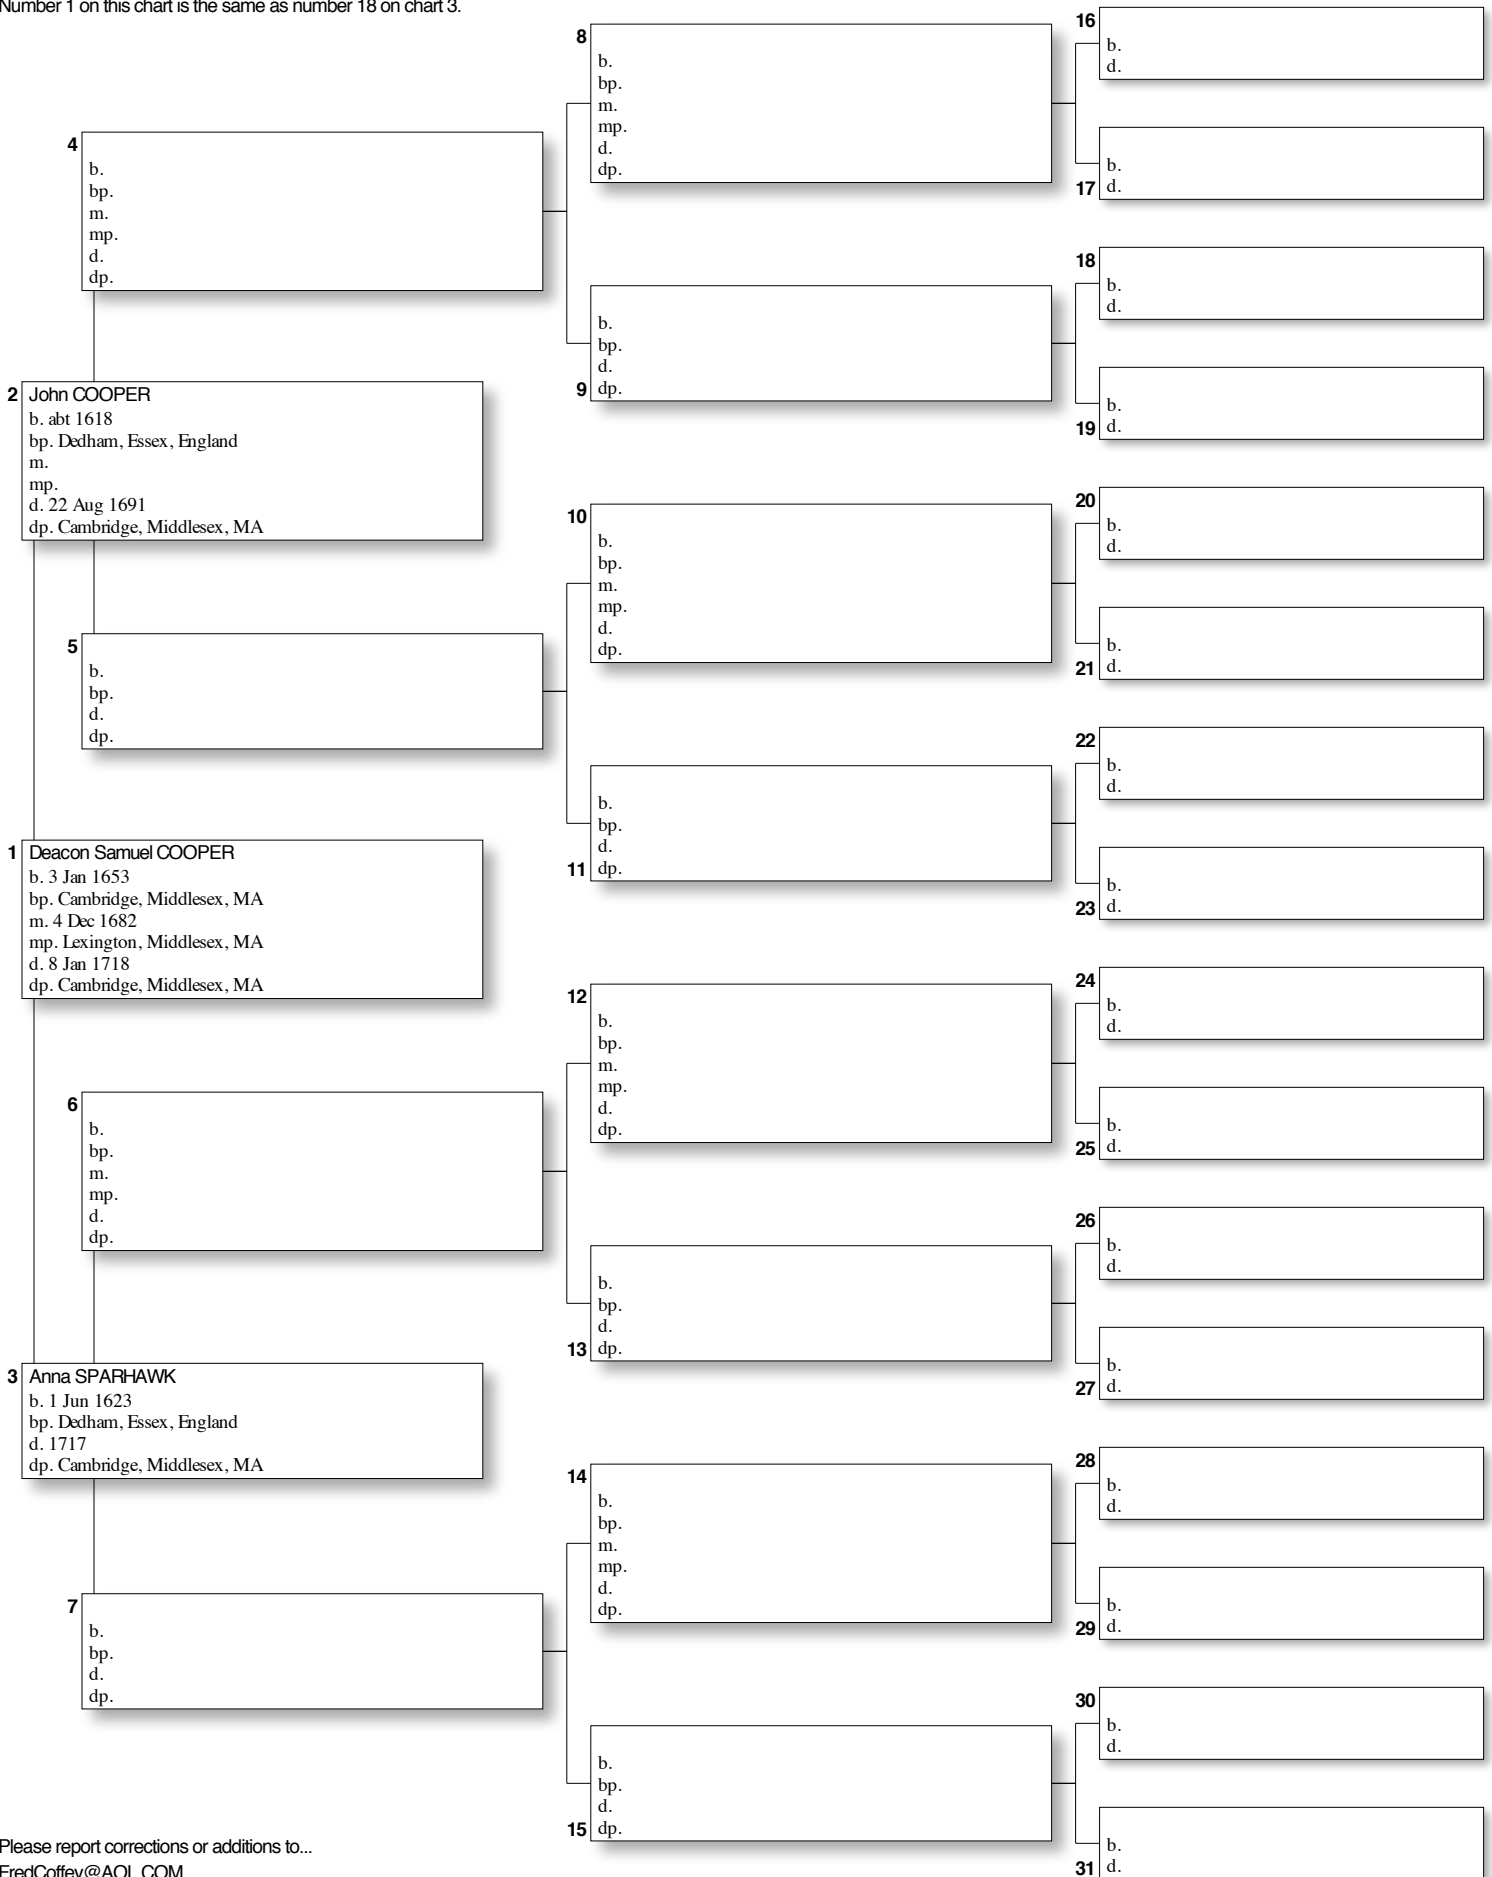 Number 1 on this chart is the same as number 18 on chart 3.
2 John COOPER
b. abt 1618
bp. Dedham, Essex, England
m.
mp.
d. 22 Aug 1691
dp. Cambridge, Middlesex, MA
1 Deacon Samuel COOPER
b. 3 Jan 1653
bp. Cambridge, Middlesex, MA
m. 4 Dec 1682
mp. Lexington, Middlesex, MA
d. 8 Jan 1718
dp. Cambridge, Middlesex, MA
3 Anna SPARHAWK
b. 1 Jun 1623
bp. Dedham, Essex, England
d. 1717
dp. Cambridge, Middlesex, MA
4
b.
bp.
m.
mp.
d.
dp.
5
b.
bp.
d.
dp.
6
b.
bp.
m.
mp.
d.
dp.
7
b.
bp.
d.
dp.
8
b.
bp.
m.
mp.
d.
dp.
b.
bp.
d.
9 dp.
10
b.
bp.
m.
mp.
d.
dp.
b.
bp.
d.
11 dp.
12
b.
bp.
m.
mp.
d.
dp.
b.
bp.
d.
13 dp.
14
b.
bp.
m.
mp.
d.
dp.
b.
bp.
d.
15 dp.
16
b.
d.
b.
17 d.
18
b.
d.
b.
19 d.
20
b.
d.
b.
21 d.
22
b.
d.
b.
23 d.
24
b.
d.
b.
25 d.
26
b.
d.
b.
27 d.
28
b.
d.
b.
29 d.
30
b.
d.
b.
31 d.
Please report corrections or additions to...
FredCoffey@AOL.COM